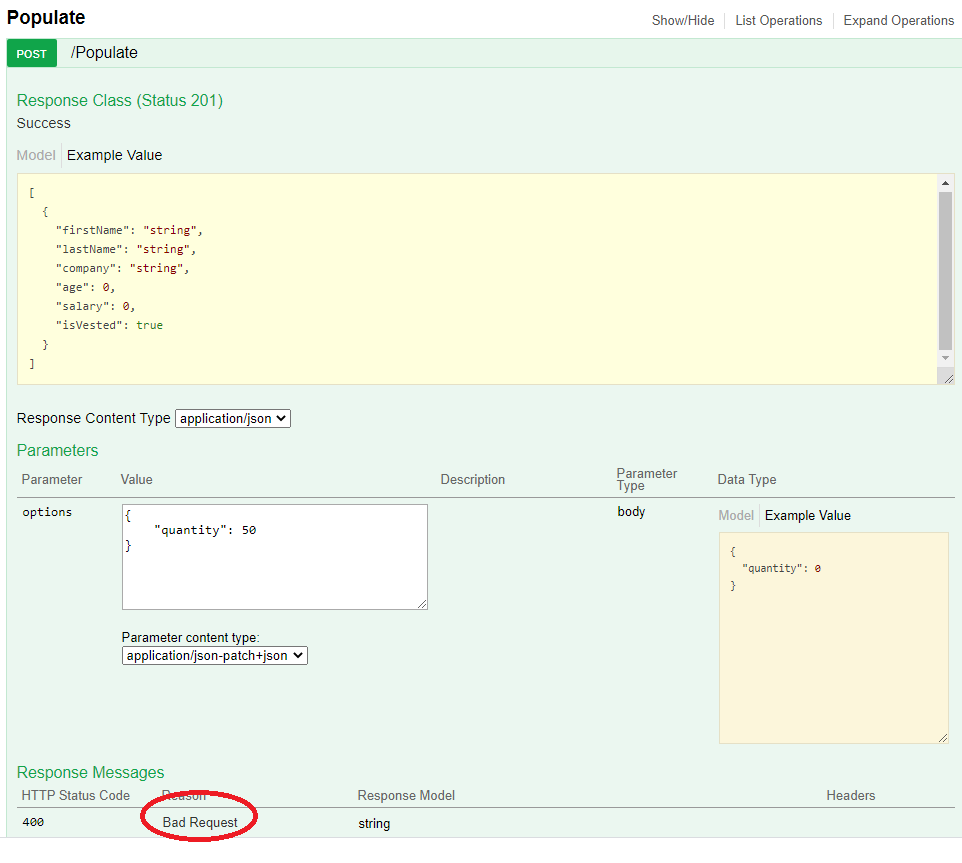 Populate
Show/Hide List Operations Expand Operations
POST /Populate
Response Class (Status 201)
Success
Model Example Value
[
{
"firstName": "string",
"lastName": "string",
"company": "string",
"age": 0,
"salary": 0,
"isVested": true
}
]
Response Content Type application/json
Parameters
Parameter Value Description Parameter Type Data Type
options
{
"quantity": 50
}
body
Model Example Value
{
"quantity": 0
}
Parameter content type:
application/json-patch+json
Response Messages
HTTP Status Code Reason Response Model Headers
400 Bad Request string